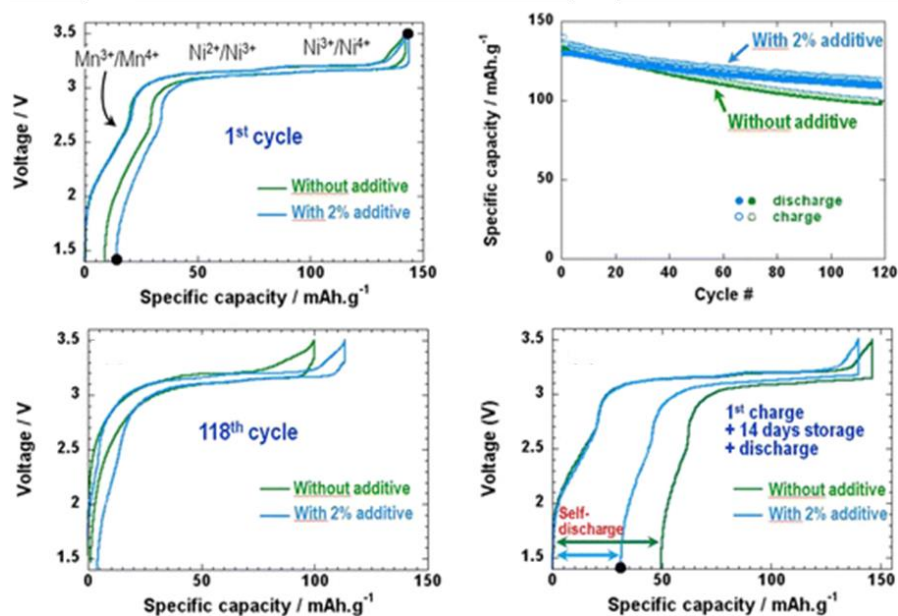 3.5
3
2.5
2
1.5
Voltage / V
Mn³⁺/Mn⁴⁺
Ni²⁺/Ni³⁺
Ni³⁺/Ni⁴⁺
1st cycle
Without additive
With 2% additive
0
50
100
150
Specific capacity / mAh.g⁻¹
150
100
50
0
Specific capacity / mAh.g⁻¹
With 2% additive
Without additive
discharge
charge
0
20
40
60
80
100
120
Cycle #
3.5
3
2.5
2
1.5
Voltage / V
118th cycle
Without additive
With 2% additive
0
50
100
150
Specific capacity / mAh.g⁻¹
3.5
3
2.5
2
1.5
Voltage (V)
1st charge
+ 14 days storage
+ discharge
Without additive
With 2% additive
Self-
discharge
0
50
100
150
Specific capacity / mAh.g⁻¹